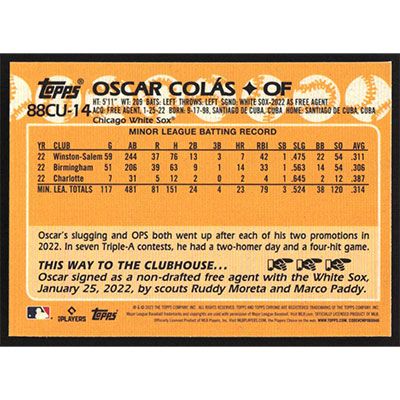 Topps
88CU-14
OSCAR COLÁS ✦ OF
HT: 5'11" WT: 209 BATS: LEFT THROWS: LEFT SGND: WHITE SOX-2022 AS FREE AGENT
ACQ: FREE AGENT 1-25-22 BORN: 9-17-98, SANTIAGO DE CUBA, CUBA HOME: SANTIAGO DE CUBA, CUBA
Chicago White Sox®
MINOR LEAGUE BATTING RECORD
YR CLUB G AB R H 2B 3B HR RBI SB SLG OPS AVG
22 Winston-Salem 59 244 37 76 13 3 7 42 1 .475 22 54 .311
22 Birmingham 51 206 39 63 9 1 14 33 1 .563 14 54 .306
22 Charlotte 7 31 5 12 2 0 2 4 1 .645 2 12 .387
MIN. LEA. TOTALS 117 481 81 151 24 4 23 79 3 .524 38 120 .314
Oscar's slugging and OPS both went up after each of his two promotions in
2022. In seven Triple-A contests, he had a two-homer day and a four-hit game.
THIS WAY TO THE CLUBHOUSE...
Oscar signed as a non-drafted free agent with the White Sox,
January 25, 2022, by scouts Ruddy Moreta and Marco Paddy.
PLAYERS
Topps